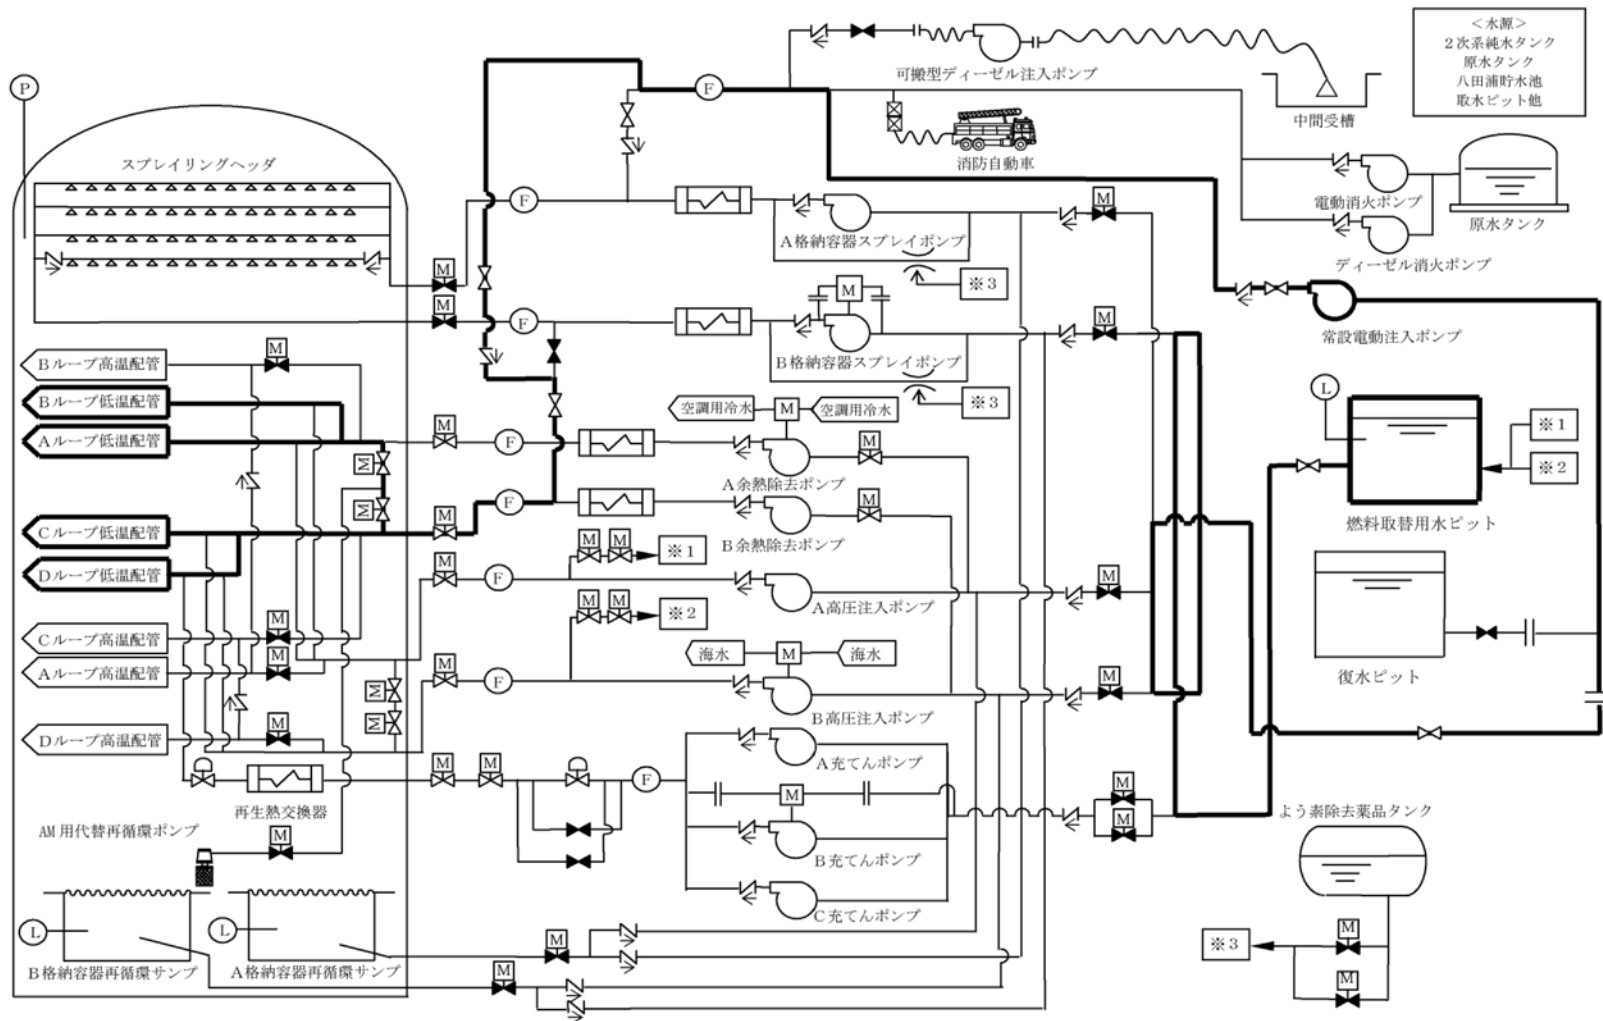 <水源>
2次系純水タンク
原水タンク
八田浦貯水池
取水ピット他
可搬型ディーゼル注入ポンプ
中間受槽
消防自動車
P
F
スプレイリングヘッダ
電動消火ポンプ
原水タンク
ディーゼル消火ポンプ
F
M
A格納容器スプレイポンプ
※3
M
M
M
F
M
常設電動注入ポンプ
B格納容器スプレイポンプ
※3
Bループ高温配管
M
L
Bループ低温配管
空調用冷水
M
空調用冷水
Aループ低温配管
M
F
M
※1
※2
M
A余熱除去ポンプ
M
F
M
燃料取替用水ピット
Cループ低温配管
M
B余熱除去ポンプ
M
M
※1
Dループ低温配管
M
F
M
A高圧注入ポンプ
M
M
※2
Cループ高温配管
M
海水
M
海水
Aループ高温配管
M
M
F
M
復水ピット
M
M
B高圧注入ポンプ
Dループ高温配管
M
A充てんポンプ
M
M
F
M
M
再生熱交換器
よう素除去薬品タンク
AM用代替再循環ポンプ
M
M
B充てんポンプ
C充てんポンプ
L
L
M
M
※3
B格納容器再循環サンプ
A格納容器再循環サンプ
M
M